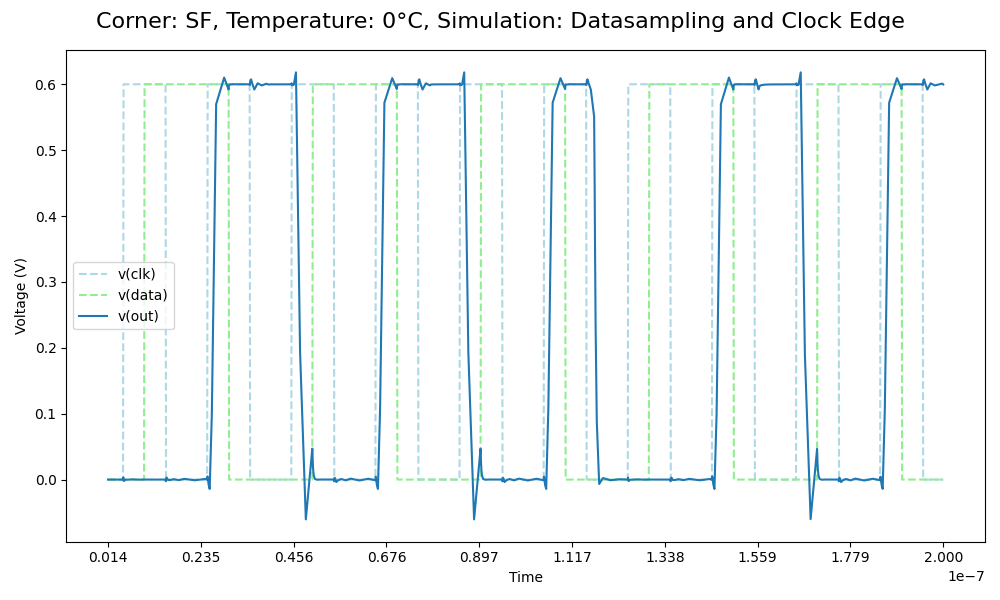 Corner: SF, Temperature: 0°C, Simulation: Datasampling and Clock Edge
0.6
0.5
0.4
0.3
0.2
0.1
0.0
Voltage (V)
v(clk)
v(data)
v(out)
0.014 0.235 0.456 0.676 0.897 1.117 1.338 1.559 1.779 2.000
1e−7
Time